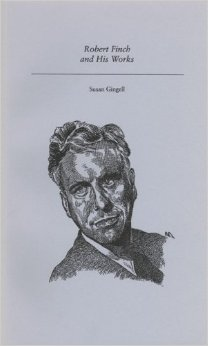 Robert Finch
and His Works
Susan Gingell